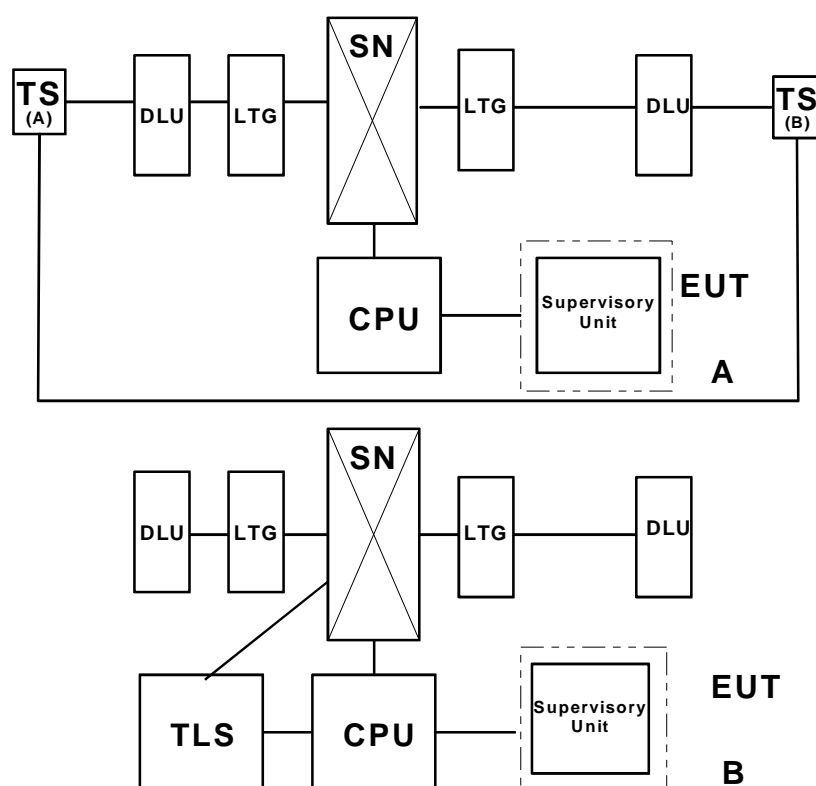 SN
TS
(A)
DLU
LTG
LTG
DLU
TS
(B)
CPU
Supervisory
Unit
EUT
A
SN
DLU
LTG
LTG
DLU
TLS
CPU
Supervisory
Unit
EUT
B